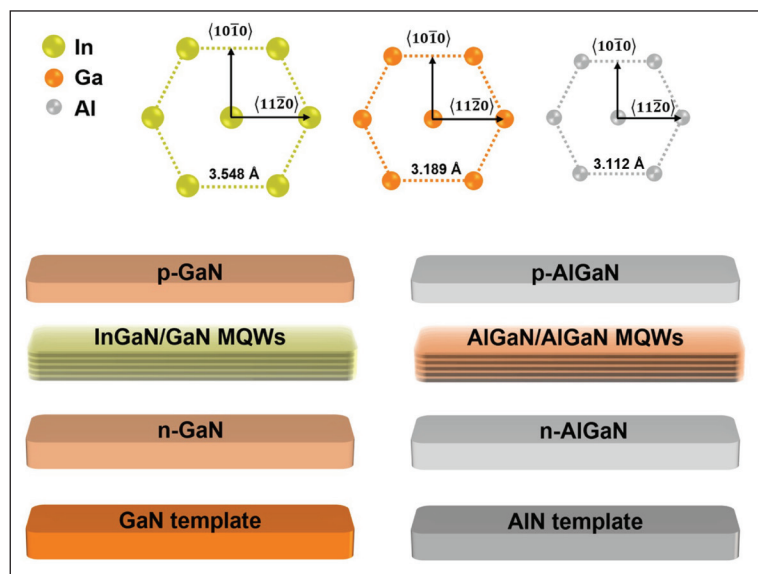 In
Ga
Al
⟨101̄0⟩
⟨112̄0⟩
3.548 Å
⟨101̄0⟩
⟨112̄0⟩
3.189 Å
⟨101̄0⟩
⟨112̄0⟩
3.112 Å
p-GaN
p-AlGaN
InGaN/GaN MQWs
AlGaN/AlGaN MQWs
n-GaN
n-AlGaN
GaN template
AlN template